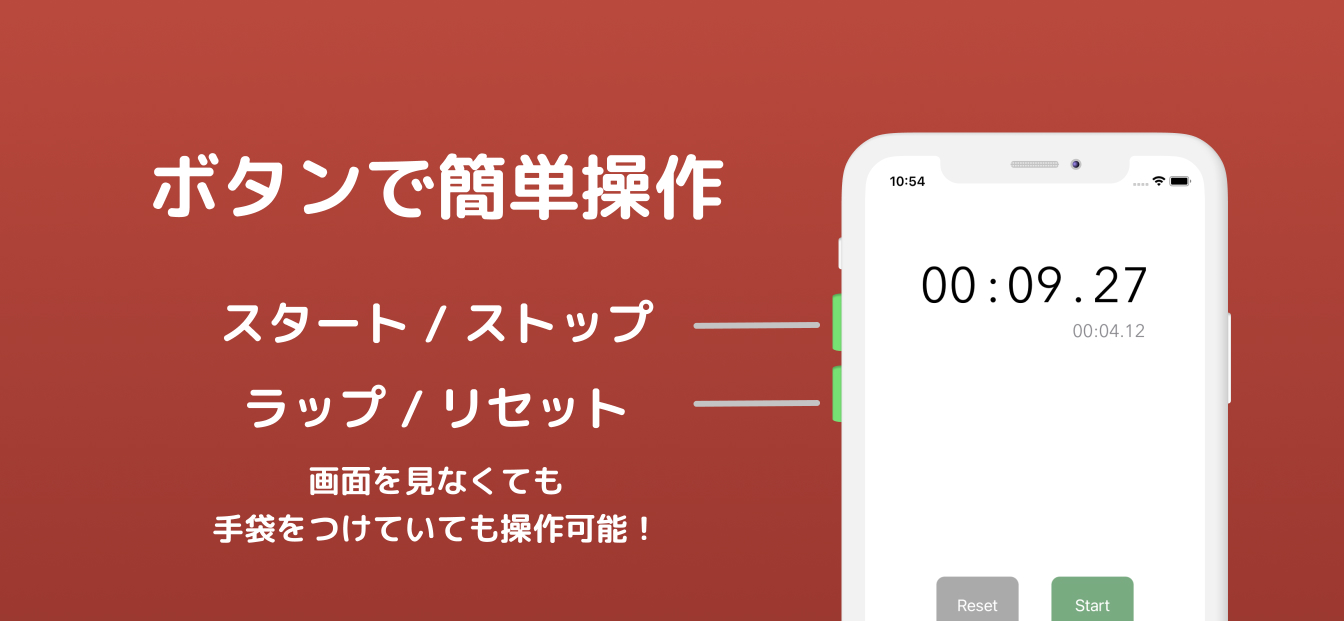 ボタンで簡単操作
スタート / ストップ
ラップ / リセット
画面を見なくても
手袋をつけていても操作可能！
10:54
00:09.27
00:04.12
Reset
Start